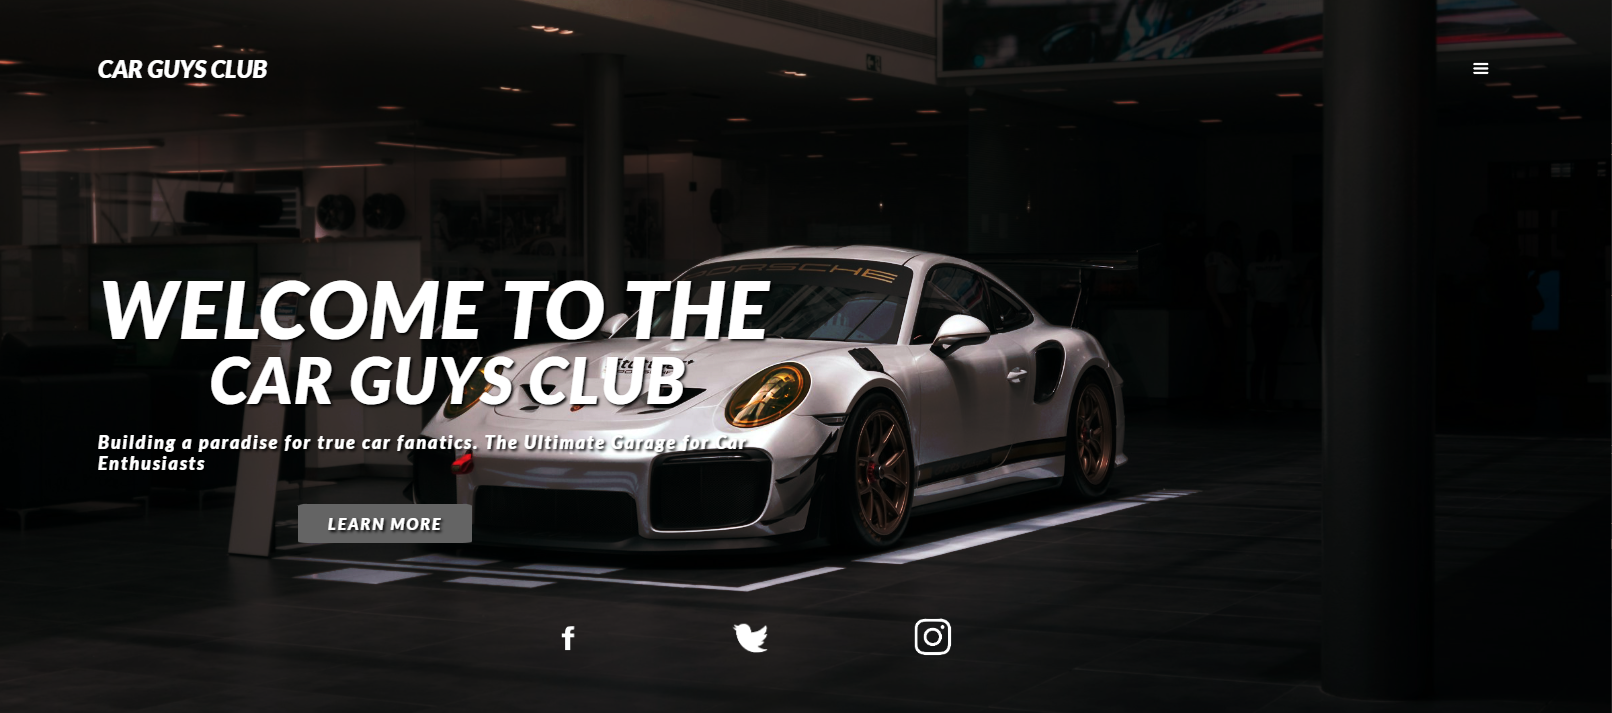 CAR GUYS CLUB
PORSCHE
WELCOME TO THE
CAR GUYS CLUB
Building a paradise for true car fanatics. The Ultimate Garage for Car
Enthusiasts
LEARN MORE